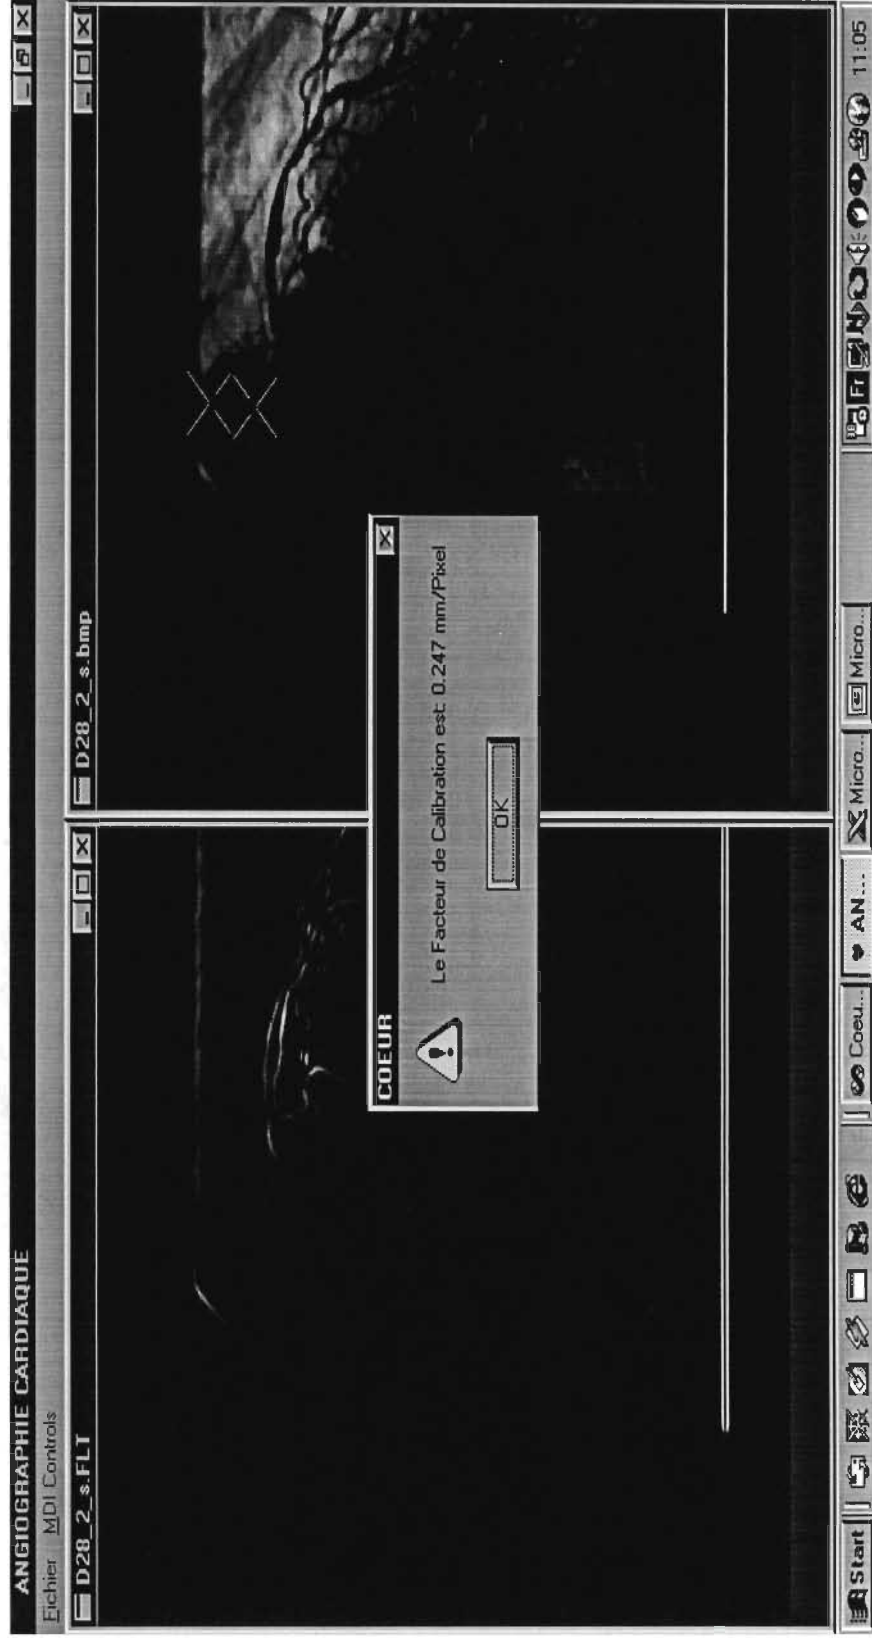 ANGIOGRAPHIE CARDIAQUE
Fichier MDI Controls
D28_2_s.FLT
D28_2_s.bmp
COEUR
Le Facteur de Calibration est: 0.247 mm/Pixel
OK
Start
Coeu...
AN...
Micro...
Micro...
Fr
11:05